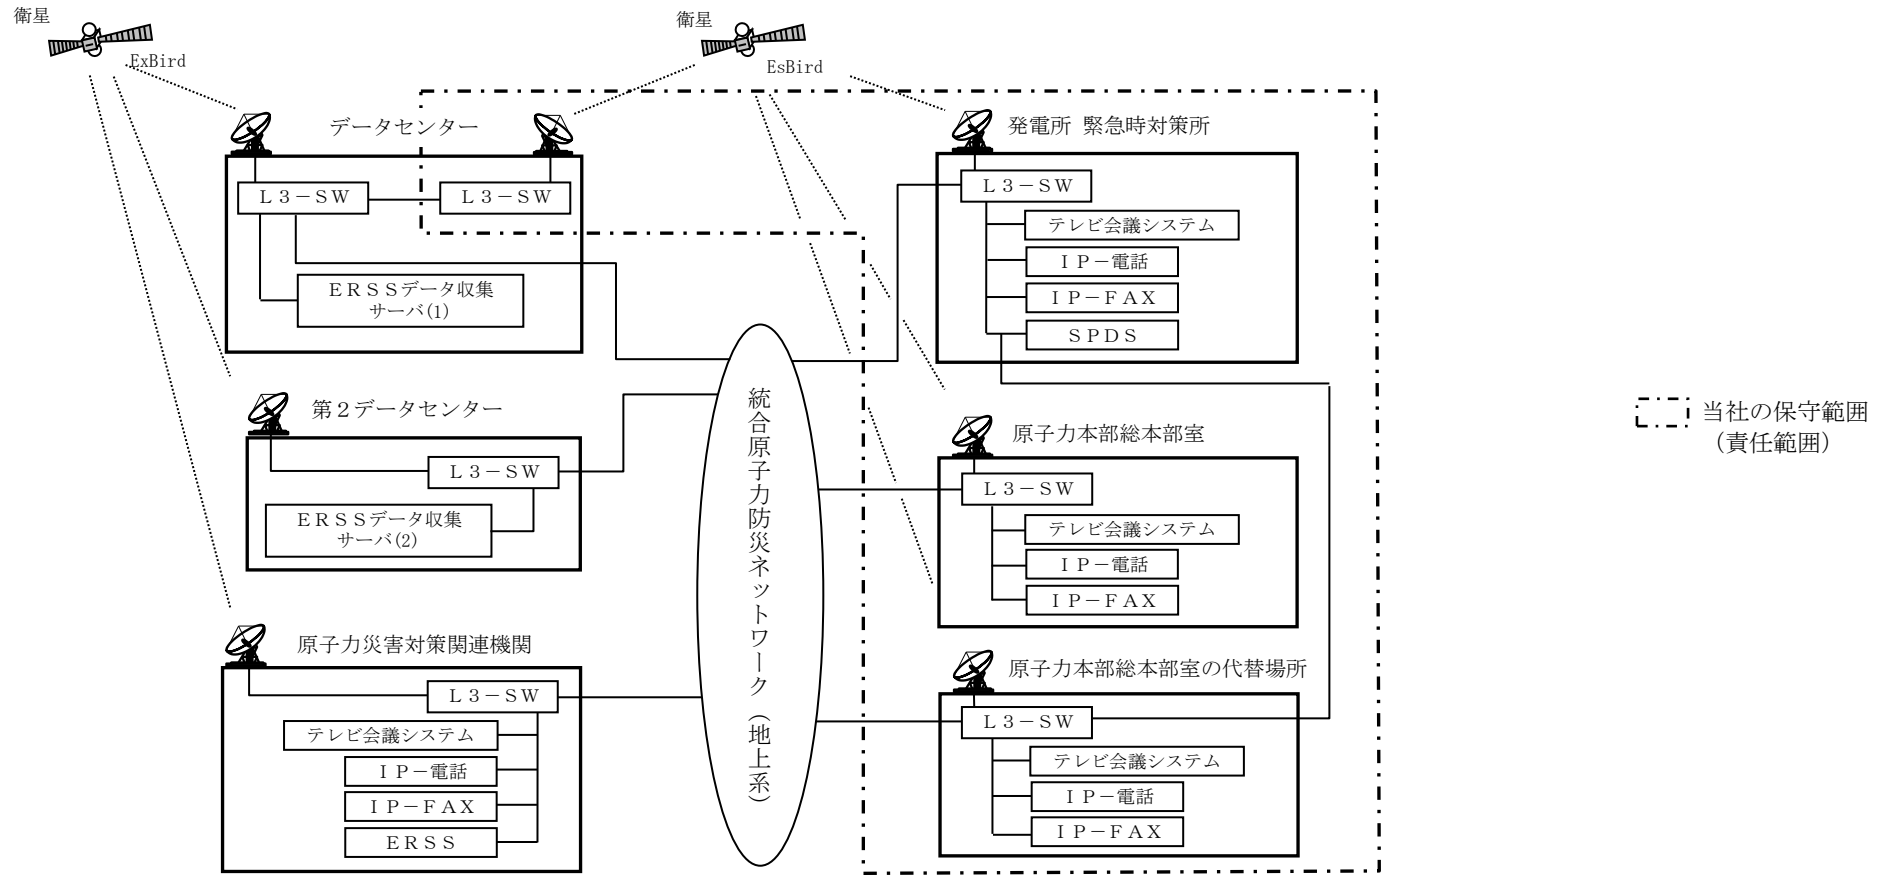 衛星
ExBird
衛星
EsBird
データセンター
L3-SW
L3-SW
ERSSデータ収集
サーバ(1)
第2データセンター
L3-SW
ERSSデータ収集
サーバ(2)
原子力災害対策関連機関
L3-SW
テレビ会議システム
IP-電話
IP-FAX
ERSS
統合原子力防災ネットワーク（地上系）
発電所 緊急時対策所
L3-SW
テレビ会議システム
IP-電話
IP-FAX
SPDS
原子力本部総本部室
L3-SW
テレビ会議システム
IP-電話
IP-FAX
原子力本部総本部室の代替場所
L3-SW
テレビ会議システム
IP-電話
IP-FAX
当社の保守範囲
（責任範囲）